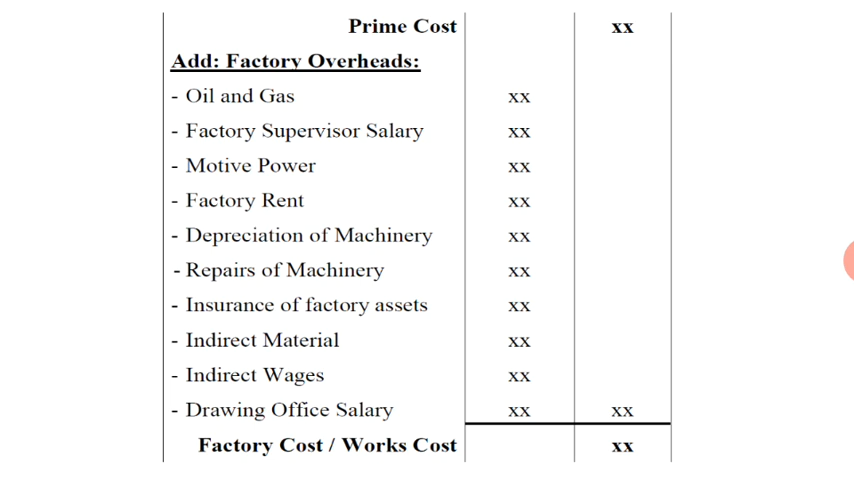 Prime Cost xx
Add: Factory Overheads:
- Oil and Gas xx
- Factory Supervisor Salary xx
- Motive Power xx
- Factory Rent xx
- Depreciation of Machinery xx
- Repairs of Machinery xx
- Insurance of factory assets xx
- Indirect Material xx
- Indirect Wages xx
- Drawing Office Salary xx xx
Factory Cost / Works Cost xx